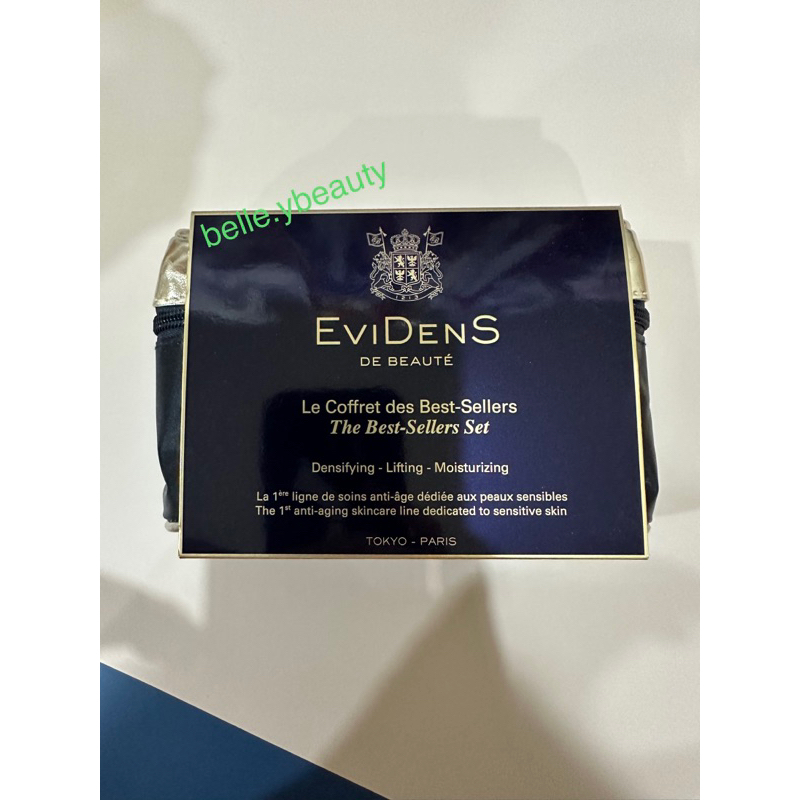 belle.ybeauty
1313
EVIDENS
DE BEAUTÉ
Le Coffret des Best-Sellers
The Best-Sellers Set
Densifying - Lifting - Moisturizing
La 1ère ligne de soins anti-âge dédiée aux peaux sensibles
The 1st anti-aging skincare line dedicated to sensitive skin
TOKYO - PARIS